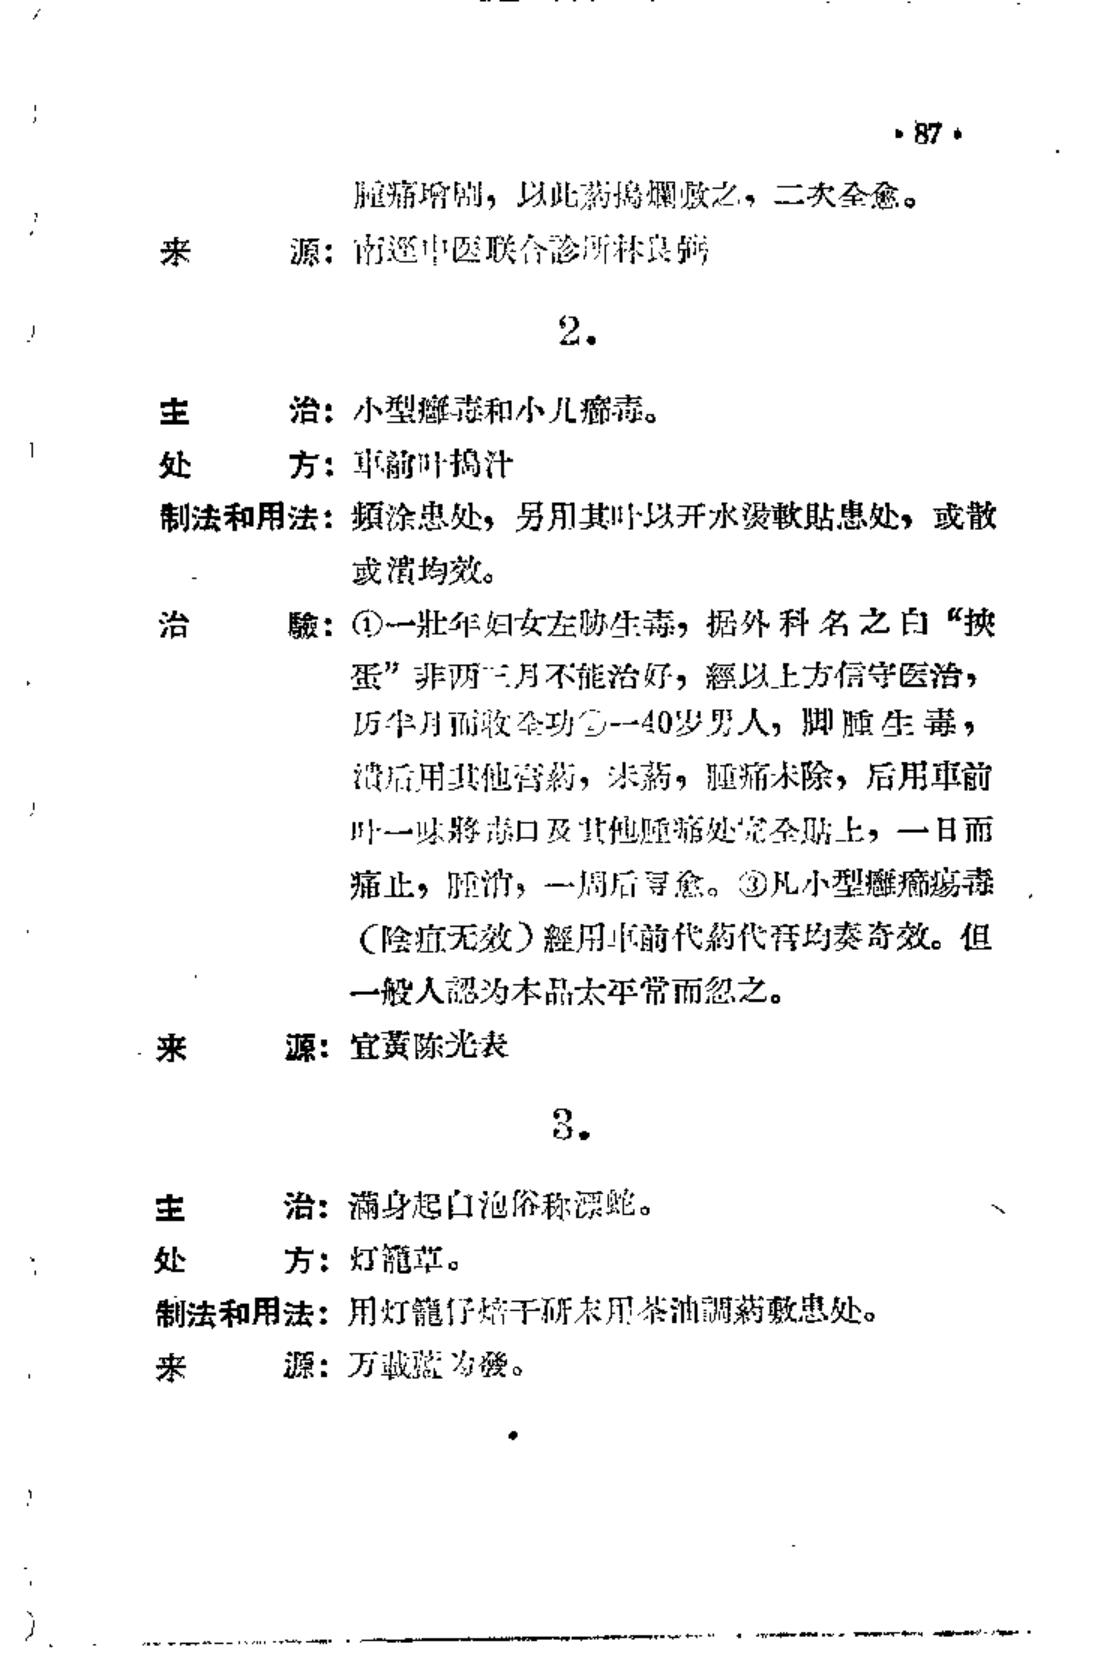 ·87·
腫痛增剧，以此葯搗爛敷之，二次全愈。
来源：南逕中医联合診所林良弼
2.
主治：小型癰毒和小儿癤毒。
处方：車前叶搗汁
制法和用法：頻涂患处，另用其叶以开水燙軟貼患处，或散
或潰均效。
治驗：①一壯年妇女左胁生毒，据外科名之曰“挾
蛋”非两三月不能治好，經以上方信守医治，
历半月而收全功②一40岁男人，脚腫生毒，
潰后用其他膏葯，末葯，腫痛未除，后用車前
叶一味將毒口及其他腫痛处完全貼上，一日而
痛止，腫消，一周后寻愈。③凡小型癰癤瘍毒
（陰疽无效）經用車前代葯代膏均奏奇效。但
一般人認为本品太平常而忽之。
来源：宜黃陈光表
3.
主治：滿身起白泡俗称漂蛇。
处方：灯籠草。
制法和用法：用灯籠仔焙干研末用茶油調葯敷患处。
来源：万載藍为發。